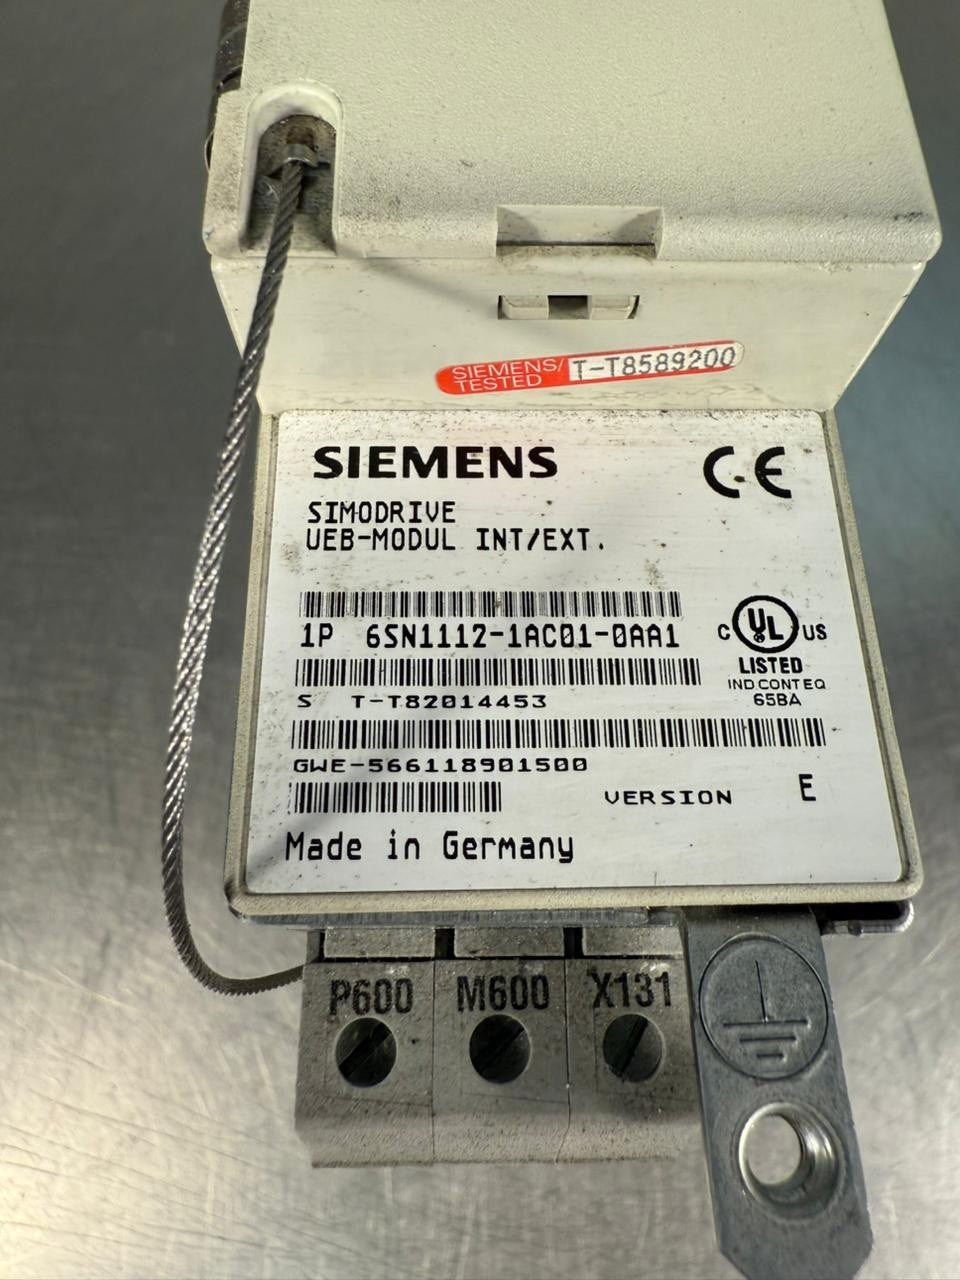 SIEMENS/ TESTED T-T8589200
SIEMENS CE
SIMODRIVE
UEB-MODUL INT/EXT.
1P 6SN1112-1AC01-0AA1
C UL US
LISTED
IND CONT EQ
65BA
S T-T82014453
GWE-566118901500
VERSION E
Made in Germany
P600 M600 X131